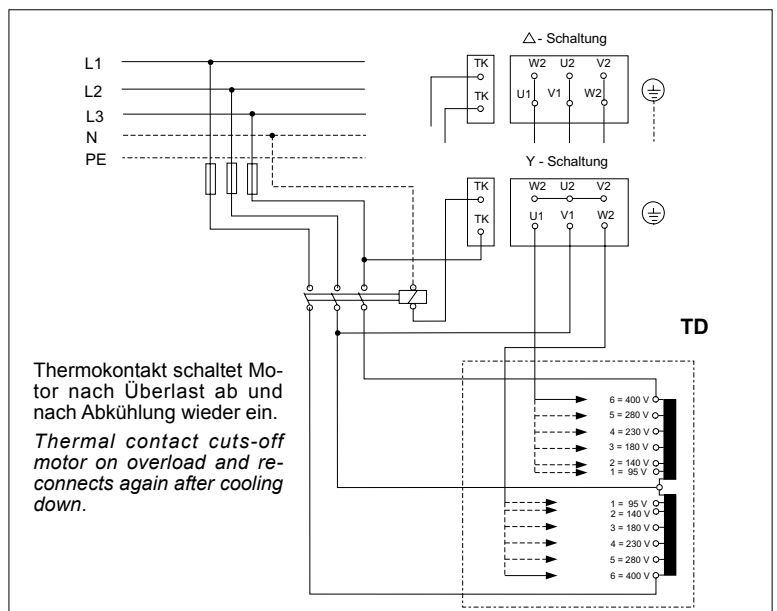 △ - Schaltung
TK W2 U2 V2
L1
L2
TK U1 V1 W2
L3
N
PE
Y - Schaltung
TK W2 U2 V2
TK U1 V1 W2
TD
Thermokontakt schaltet Mo-
tor nach Überlast ab und
nach Abkühlung wieder ein.
Thermal contact cuts-off
motor on overload and re-
connects again after cooling
down.
6 = 400 V
5 = 280 V
4 = 230 V
3 = 180 V
2 = 140 V
1 = 95 V
1 = 95 V
2 = 140 V
3 = 180 V
4 = 230 V
5 = 280 V
6 = 400 V